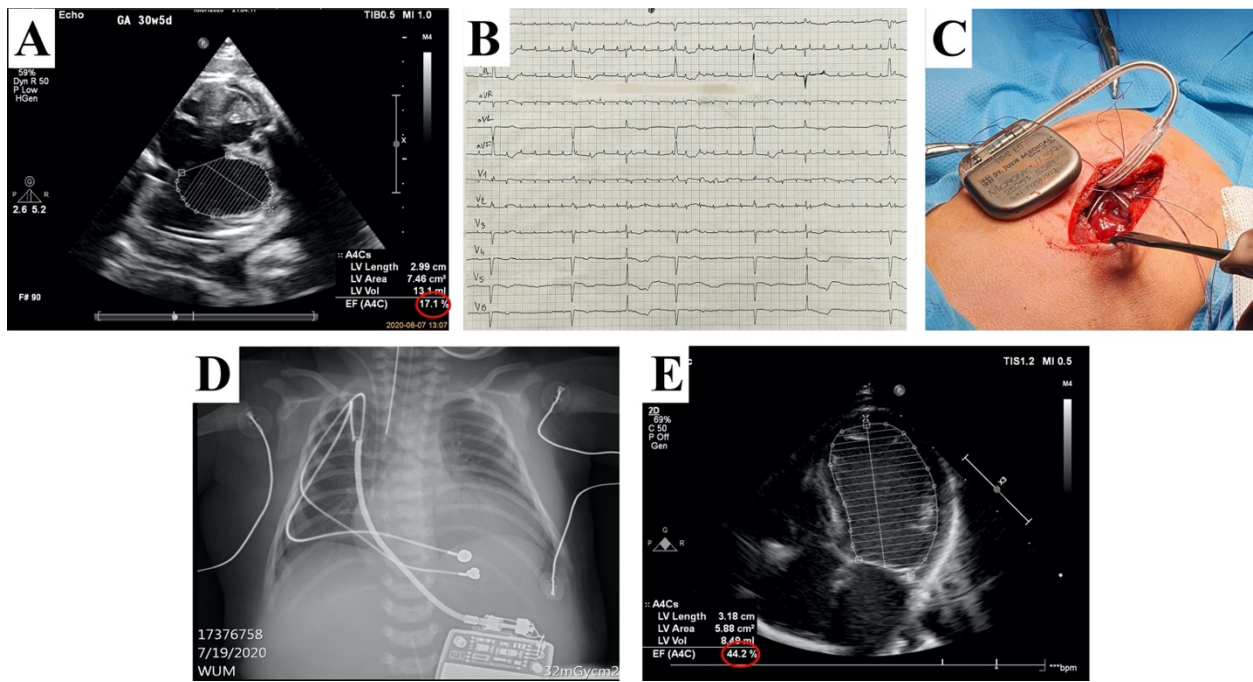 A
Echo
GA 30w5d
TIB0.5 MI 1.0
M4
59%
Dyn R 50
P Low
HGen
X
G
P R
2.6 5.2
A4Cs
LV Length 2.99 cm
LV Area 7.46 cm²
LV Vol 13.1 ml
EF (A4C) 17.1 %
F# 90
2020-08-07 13:07
B
aVR
aVL
aVF
V1
V2
V3
V4
V5
V6
C
D
17376758
7/19/2020
WUM
32mGycm2
E
TIS1.2 MI 0.5
M4
2D
69%
C 50
P Off
Gen
X3
G
P R
A4Cs
LV Length 3.18 cm
LV Area 5.88 cm²
LV Vol 8.49 ml
EF (A4C) 44.2 %
***bpm